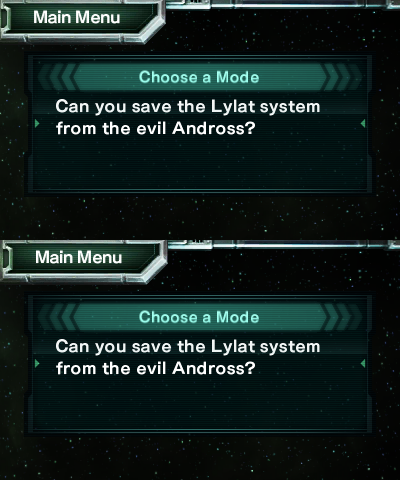 Main Menu
Choose a Mode
Can you save the Lylat system
from the evil Andross?
Main Menu
Choose a Mode
Can you save the Lylat system
from the evil Andross?